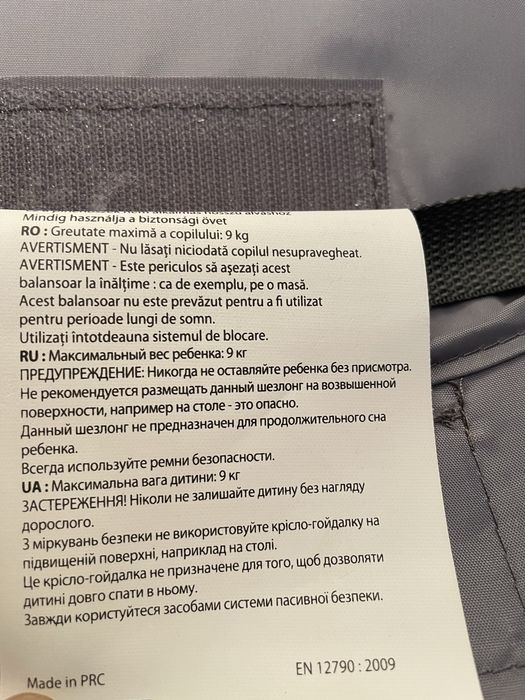 Mindig használja a biztonsági övet
RO : Greutate maximă a copilului: 9 kg
AVERTISMENT - Nu lăsați niciodată copilul nesupravegheat.
AVERTISMENT - Este periculos să așezați acest
balansoar la înălțime : ca de exemplu, pe o masă.
Acest balansoar nu este prevăzut pentru a fi utilizat
pentru perioade lungi de somn.
Utilizați întotdeauna sistemul de blocare.
RU : Максимальный вес ребенка: 9 кг
ПРЕДУПРЕЖДЕНИЕ: Никогда не оставляйте ребенка без присмотра.
Не рекомендуется размещать данный шезлонг на возвышенной
поверхности, например на столе - это опасно.
Данный шезлонг не предназначен для продолжительного сна
ребенка.
Всегда используйте ремни безопасности.
UA : Максимальна вага дитини: 9 кг
ЗАСТЕРЕЖЕННЯ! Ніколи не залишайте дитину без нагляду
дорослого.
З міркувань безпеки не використовуйте крісло-гойдалку на
підвищеній поверхні, наприклад на столі.
Це крісло-гойдалка не призначене для того, щоб дозволяти
дитині довго спати в ньому.
Завжди користуйтеся засобами системи пасивної безпеки.
Made in PRC
EN 12790 : 2009